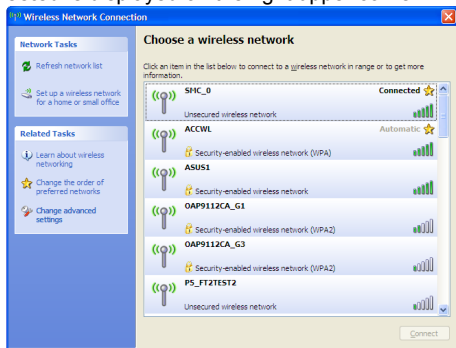 Wireless Network Connection
Network Tasks
Refresh network list
Set up a wireless network
for a home or small office
Related Tasks
Learn about wireless
networking
Change the order of
preferred networks
Change advanced
settings
Choose a wireless network
Click an item in the list below to connect to a wireless network in range or to get more
information.
SMC_0 Connected
Unsecured wireless network
ACCWL Automatic
Security-enabled wireless network (WPA)
ASUS1
OAP9112CA_G1
Security-enabled wireless network (WPA2)
OAP9112CA_G3
Security-enabled wireless network (WPA2)
P5_FT2TEST2
Unsecured wireless network
Connect